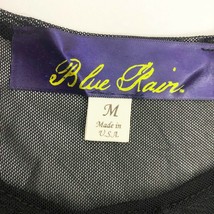 Blue Rain.
M
Made in
U.S.A.